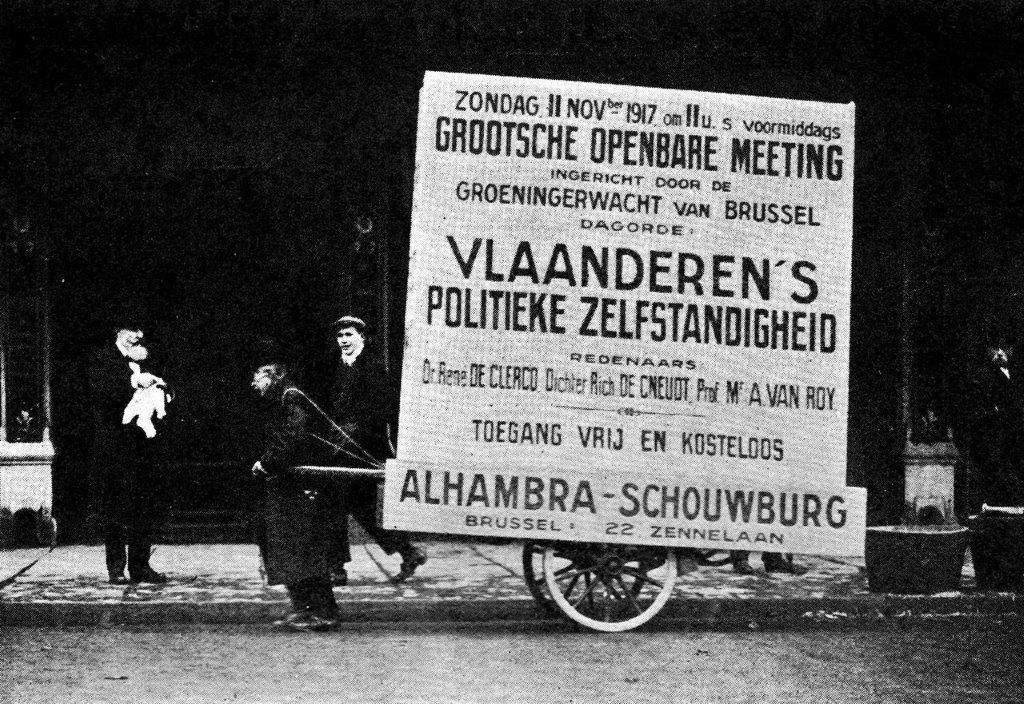 ZONDAG 11 NOVber 1917 om 11 u. s voormiddags
GROOTSCHE OPENBARE MEETING
INGERICHT DOOR DE
GROENINGERWACHT VAN BRUSSEL
DAGORDE:
VLAANDEREN'S
POLITIEKE ZELFSTANDIGHEID
REDENAARS
Dr. René DE CLERCQ Dichter Rich DE CNEUDT, Prof Mr A. VAN ROY
TOEGANG VRIJ EN KOSTELOOS
ALHAMBRA-SCHOUWBURG
BRUSSEL: 22 ZENNELAAN